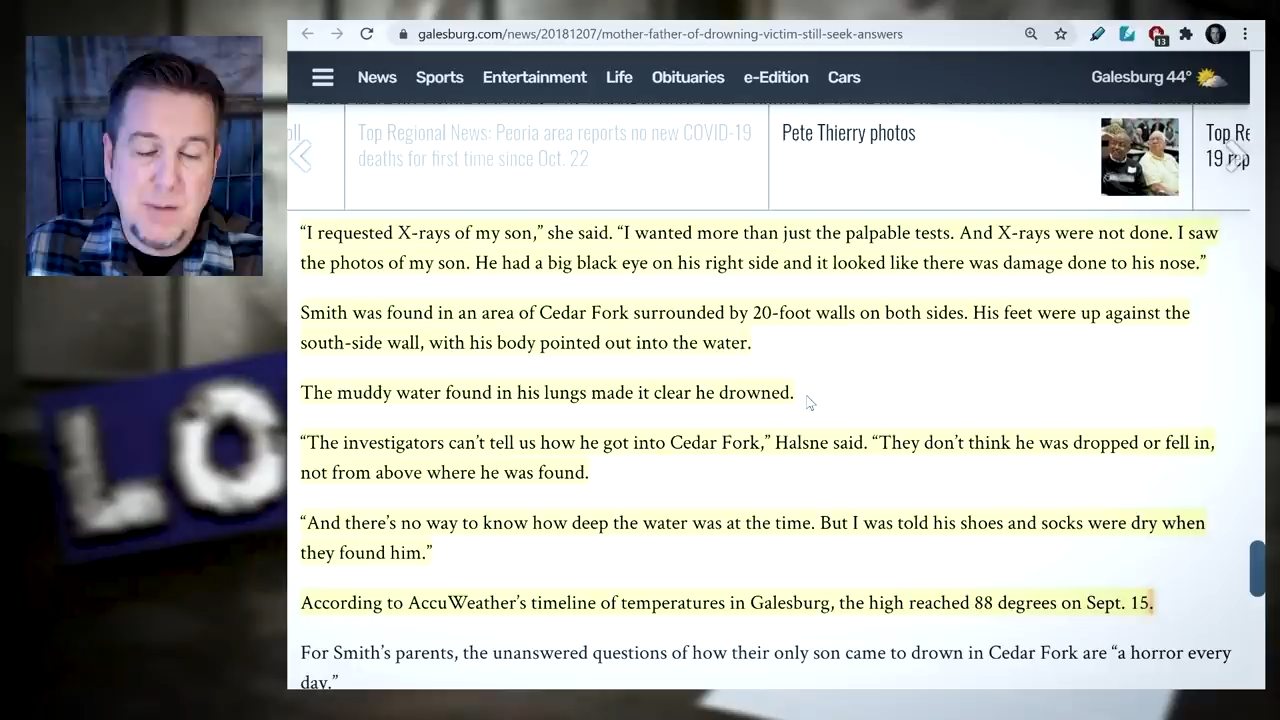 galesburg.com/news/20181207/mother-father-of-drowning-victim-still-seek-answers
13
News Sports Entertainment Life Obituaries e-Edition Cars Galesburg 44°
Top Regional News: Peoria area reports no new COVID-19
deaths for first time since Oct. 22
Pete Thierry photos
“I requested X-rays of my son,” she said. “I wanted more than just the palpable tests. And X-rays were not done. I saw
the photos of my son. He had a big black eye on his right side and it looked like there was damage done to his nose.”
Smith was found in an area of Cedar Fork surrounded by 20-foot walls on both sides. His feet were up against the
south-side wall, with his body pointed out into the water.
The muddy water found in his lungs made it clear he drowned.
“The investigators can’t tell us how he got into Cedar Fork,” Halsne said. “They don’t think he was dropped or fell in,
not from above where he was found.
“And there’s no way to know how deep the water was at the time. But I was told his shoes and socks were dry when
they found him.”
According to AccuWeather’s timeline of temperatures in Galesburg, the high reached 88 degrees on Sept. 15.
For Smith’s parents, the unanswered questions of how their only son came to drown in Cedar Fork are “a horror every
day.”
LO